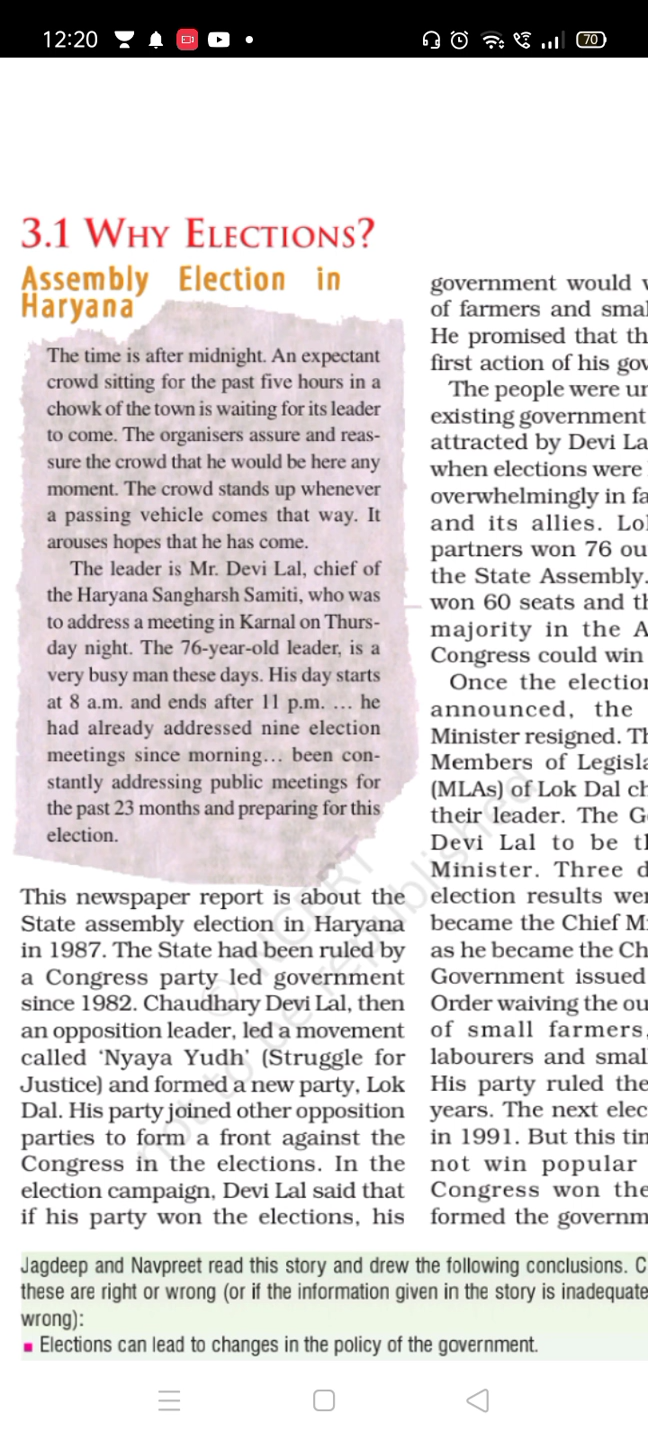 12:20
70
3.1 WHY ELECTIONS?
Assembly Election in
Haryana
The time is after midnight. An expectant
crowd sitting for the past five hours in a
chowk of the town is waiting for its leader
to come. The organisers assure and reas-
sure the crowd that he would be here any
moment. The crowd stands up whenever
a passing vehicle comes that way. It
arouses hopes that he has come.
The leader is Mr. Devi Lal, chief of
the Haryana Sangharsh Samiti, who was
to address a meeting in Karnal on Thurs-
day night. The 76-year-old leader, is a
very busy man these days. His day starts
at 8 a.m. and ends after 11 p.m. ... he
had already addressed nine election
meetings since morning... been con-
stantly addressing public meetings for
the past 23 months and preparing for this
election.
This newspaper report is about the
State assembly election in Haryana
in 1987. The State had been ruled by
a Congress party led government
since 1982. Chaudhary Devi Lal, then
an opposition leader, led a movement
called ‘Nyaya Yudh’ (Struggle for
Justice) and formed a new party, Lok
Dal. His party joined other opposition
parties to form a front against the
Congress in the elections. In the
election campaign, Devi Lal said that
if his party won the elections, his
government would
of farmers and smal
He promised that th
first action of his gov
The people were un
existing government
attracted by Devi La
when elections were
overwhelmingly in fa
and its allies. Lo
partners won 76 ou
the State Assembly.
won 60 seats and th
majority in the A
Congress could win
Once the election
announced, the
Minister resigned. Th
Members of Legisla
(MLAs) of Lok Dal ch
their leader. The G
Devi Lal to be th
Minister. Three d
election results wer
became the Chief Mi
as he became the Ch
Government issued
Order waiving the ou
of small farmers,
labourers and smal
His party ruled the
years. The next elec
in 1991. But this tim
not win popular
Congress won the
formed the governm
Jagdeep and Navpreet read this story and drew the following conclusions. C
these are right or wrong (or if the information given in the story is inadequate
wrong):
Elections can lead to changes in the policy of the government.
© NCERT
not to be republished